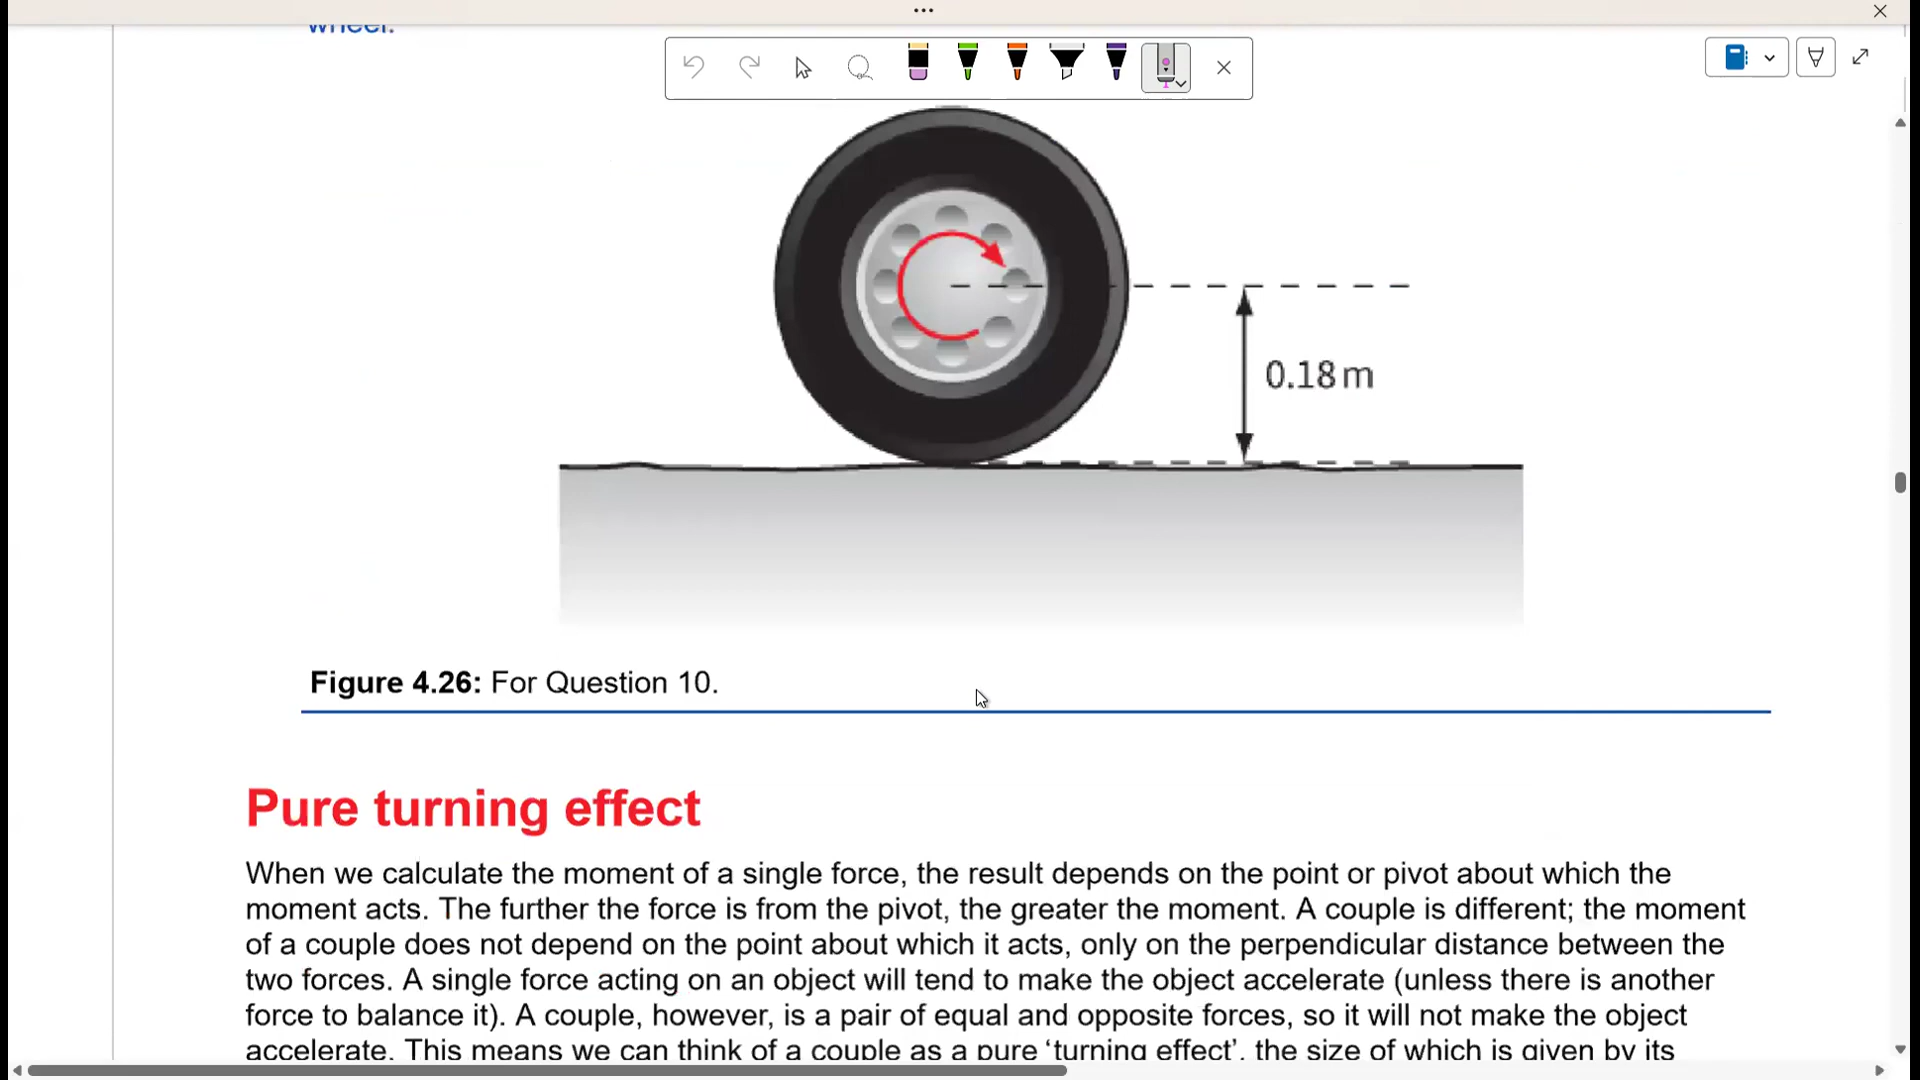 wheel.
0.18 m
Figure 4.26: For Question 10.
Pure turning effect
When we calculate the moment of a single force, the result depends on the point or pivot about which the
moment acts. The further the force is from the pivot, the greater the moment. A couple is different; the moment
of a couple does not depend on the point about which it acts, only on the perpendicular distance between the
two forces. A single force acting on an object will tend to make the object accelerate (unless there is another
force to balance it). A couple, however, is a pair of equal and opposite forces, so it will not make the object
accelerate. This means we can think of a couple as a pure ‘turning effect’, the size of which is given by its